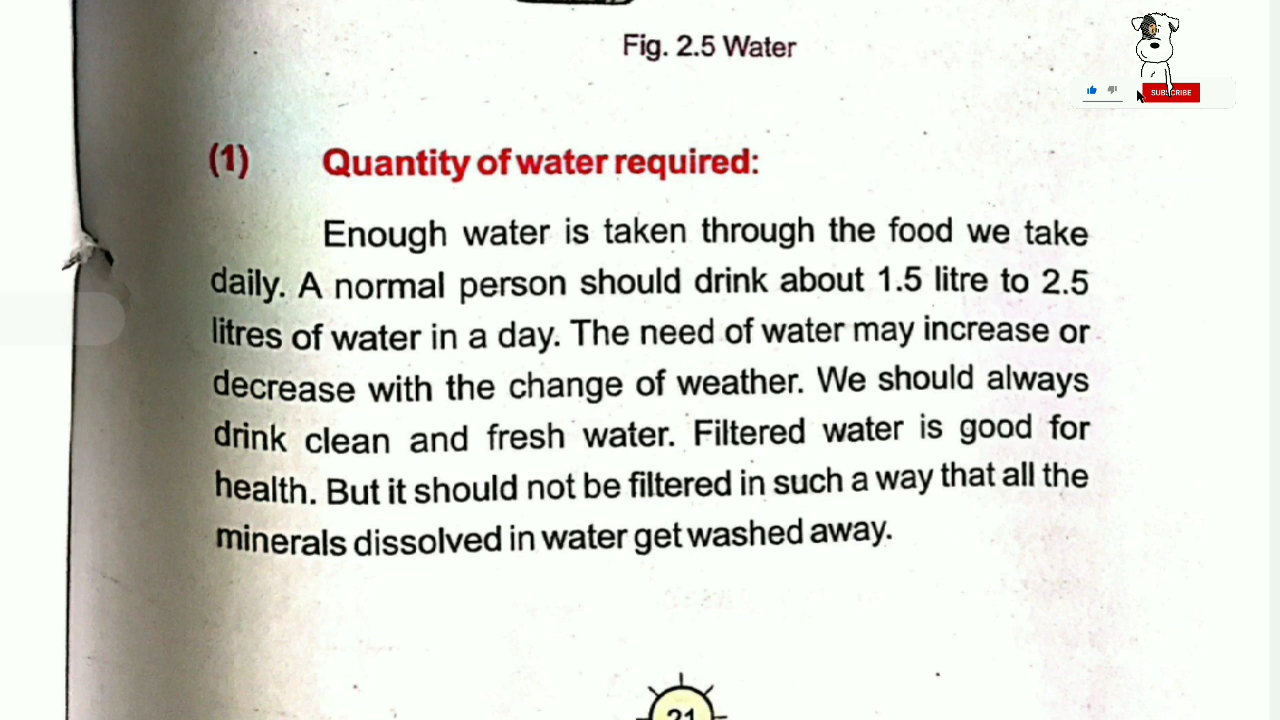 Fig. 2.5 Water
SUBSCRIBE
(1) Quantity of water required:
Enough water is taken through the food we take
daily. A normal person should drink about 1.5 litre to 2.5
litres of water in a day. The need of water may increase or
decrease with the change of weather. We should always
drink clean and fresh water. Filtered water is good for
health. But it should not be filtered in such a way that all the
minerals dissolved in water get washed away.
21